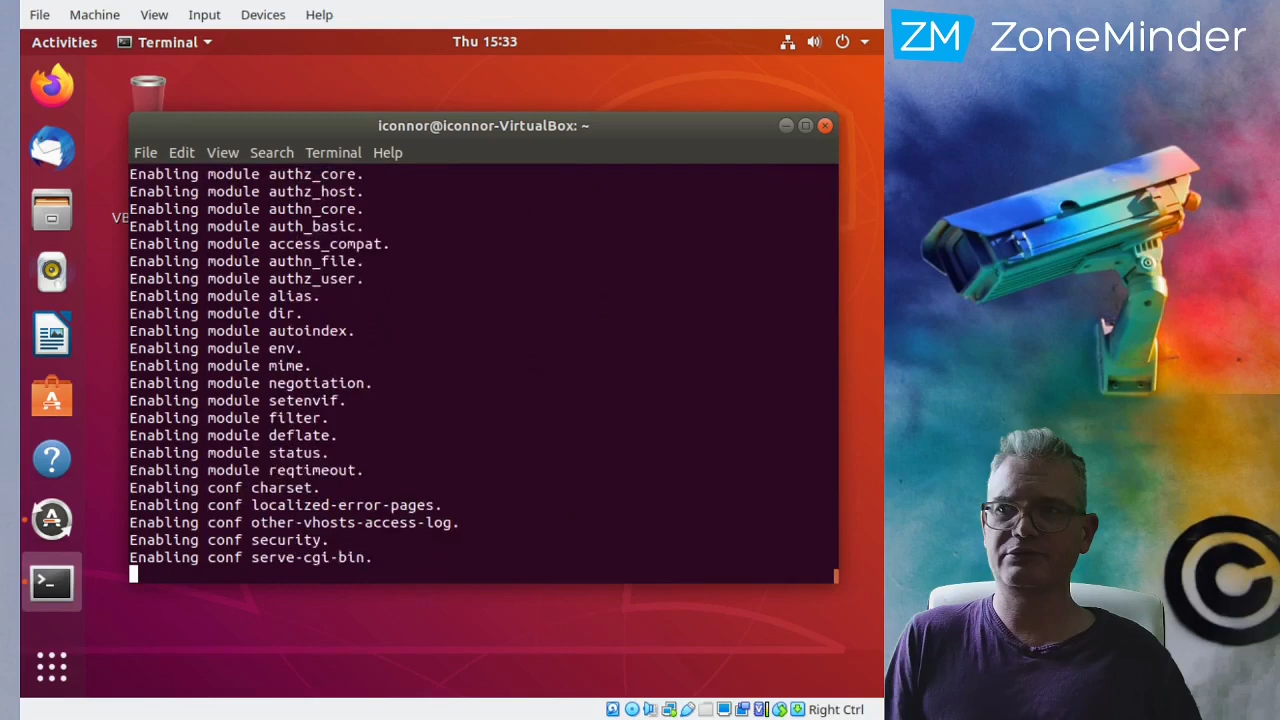 File Machine View Input Devices Help
Activities Terminal Thu 15:33
iconnor@iconnor-VirtualBox: ~
File Edit View Search Terminal Help
Enabling module authz_core.
Enabling module authz_host.
Enabling module authn_core.
Enabling module auth_basic.
Enabling module access_compat.
Enabling module authn_file.
Enabling module authz_user.
Enabling module alias.
Enabling module dir.
Enabling module autoindex.
Enabling module env.
Enabling module mime.
Enabling module negotiation.
Enabling module setenvif.
Enabling module filter.
Enabling module deflate.
Enabling module status.
Enabling module reqtimeout.
Enabling conf charset.
Enabling conf localized-error-pages.
Enabling conf other-vhosts-access-log.
Enabling conf security.
Enabling conf serve-cgi-bin.
Right Ctrl
ZM ZoneMinder